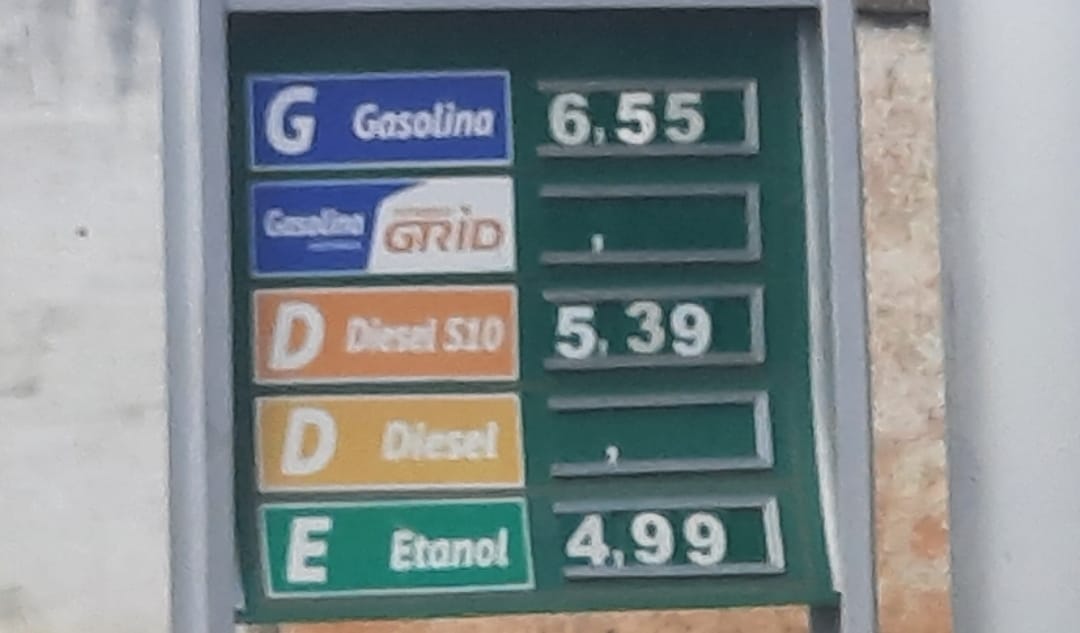 G Gasolina 6,55
Gasolina GRID ,
D Diesel S10 5,39
D Diesel ,
E Etanol 4,99